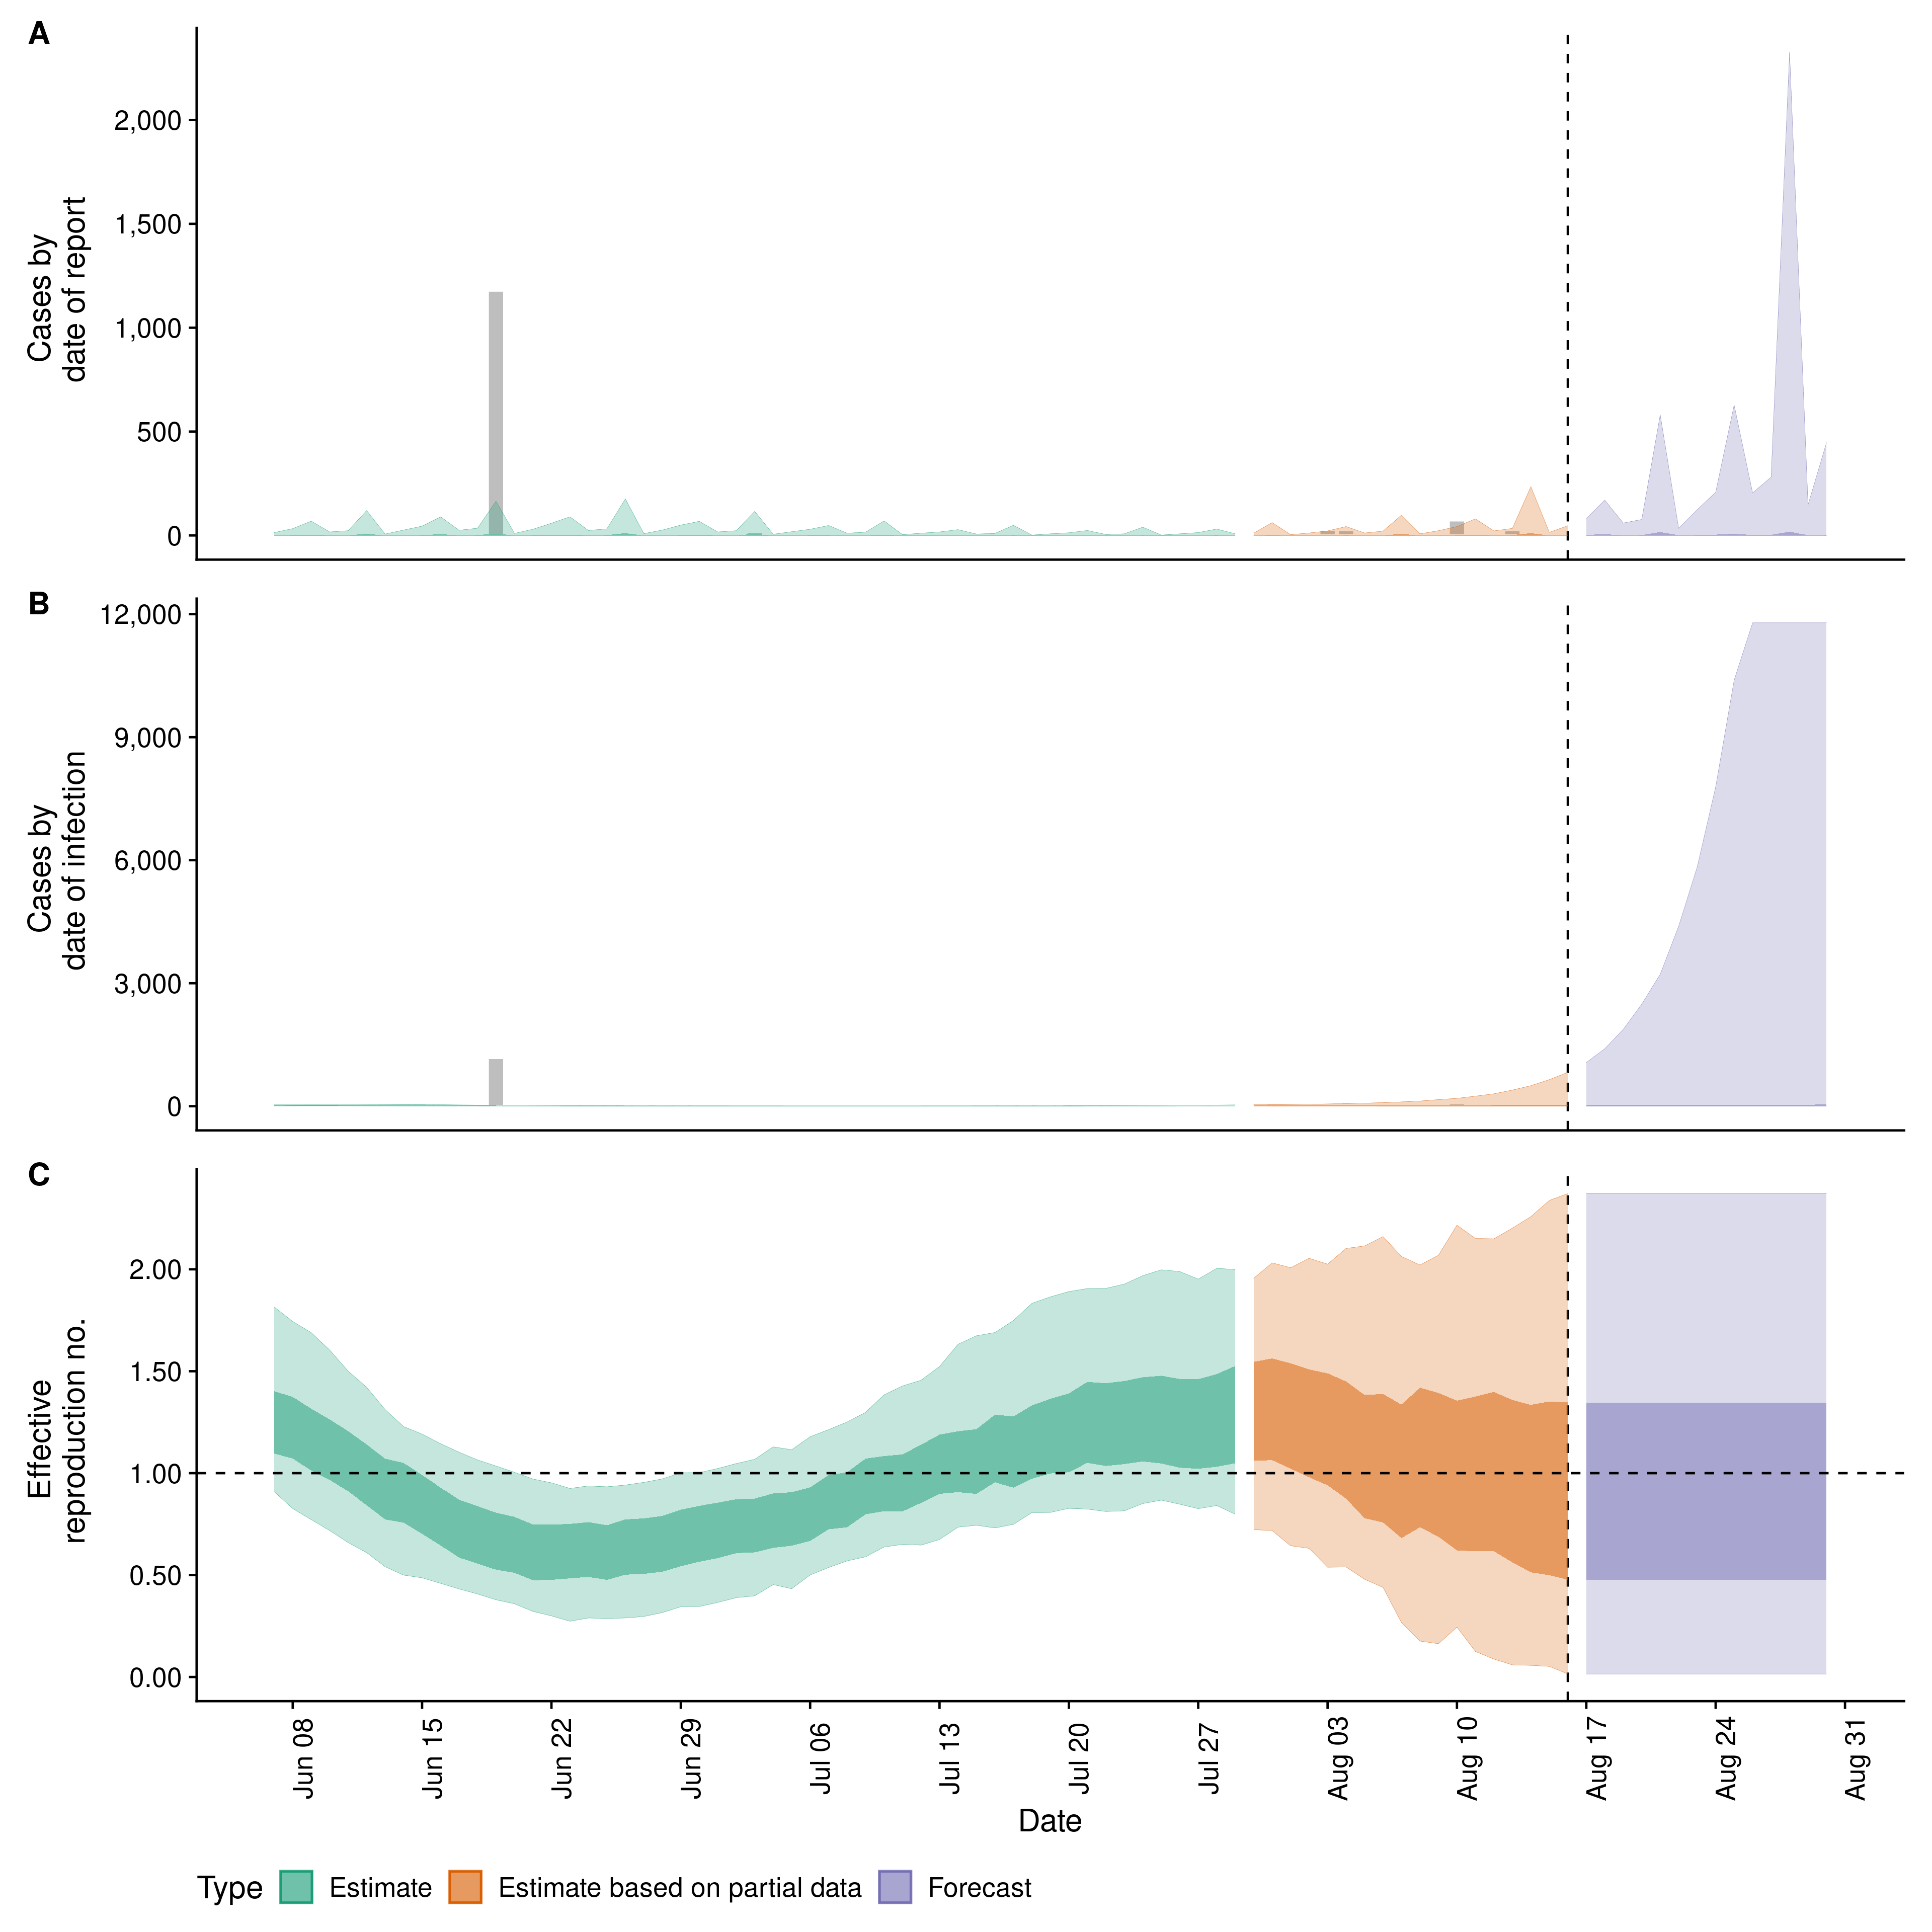 A
Cases by
date of report
2,000
1,500
1,000
500
0
B
Cases by
date of infection
12,000
9,000
6,000
3,000
0
C
Effective
reproduction no.
2.00
1.50
1.00
0.50
0.00
Jun 08
Jun 15
Jun 22
Jun 29
Jul 06
Jul 13
Jul 20
Jul 27
Aug 03
Aug 10
Aug 17
Aug 24
Aug 31
Date
Type Estimate Estimate based on partial data Forecast